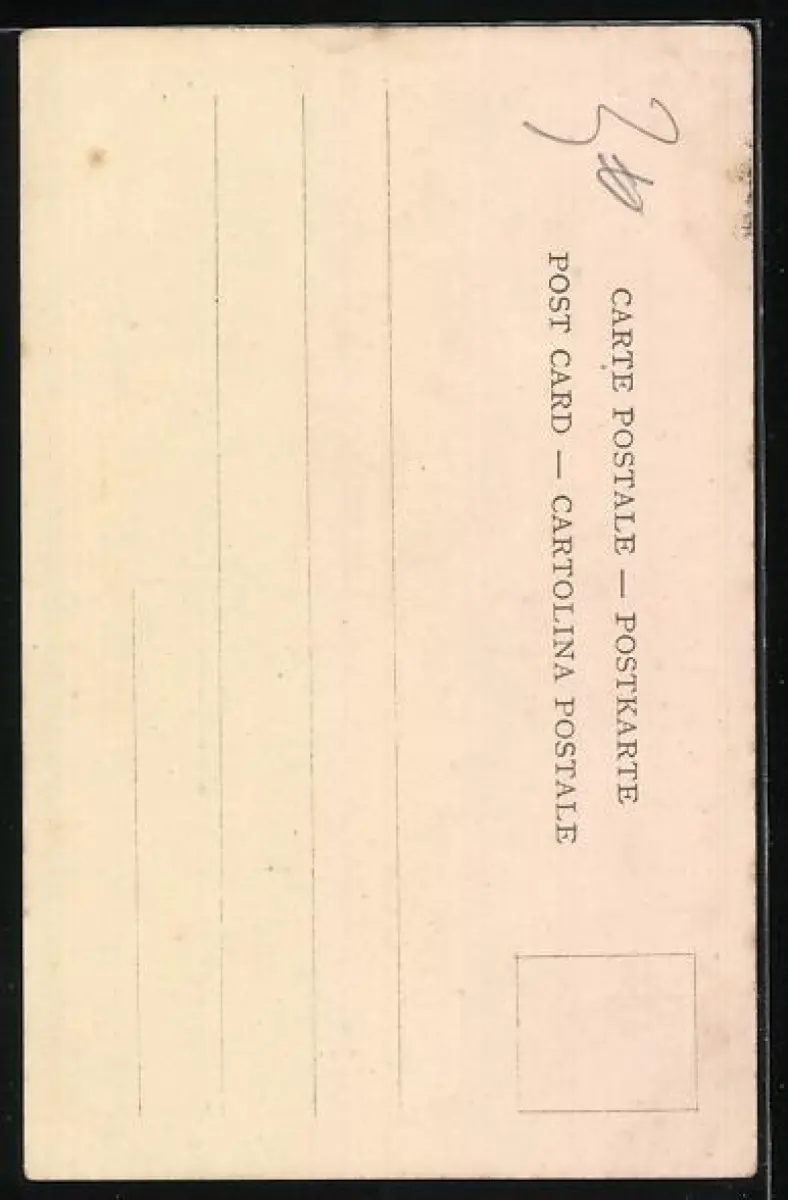 CARTE POSTALE — POSTKARTE
POST CARD — CARTOLINA POSTALE